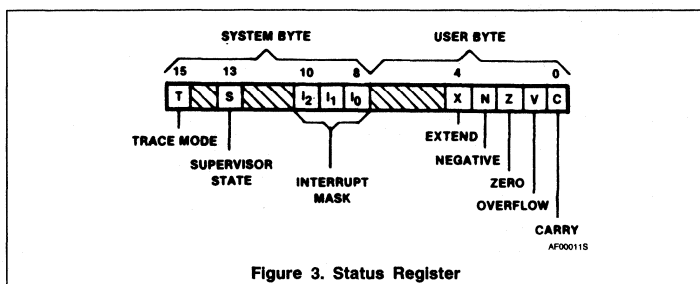 SYSTEM BYTE USER BYTE
15 13 10 8 4 0
T S I2 I1 I0 X N Z V C
TRACE MODE
EXTEND
SUPERVISOR
STATE
NEGATIVE
INTERRUPT
MASK
ZERO
OVERFLOW
CARRY
AF00011S
Figure 3. Status Register